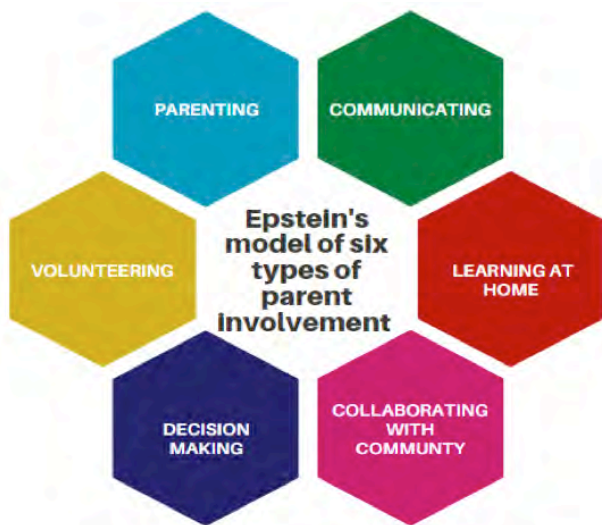 PARENTING
COMMUNICATING
Epstein's
model of six
types of
parent
involvement
VOLUNTEERING
LEARNING AT
HOME
DECISION
MAKING
COLLABORATING
WITH
COMMUNTY